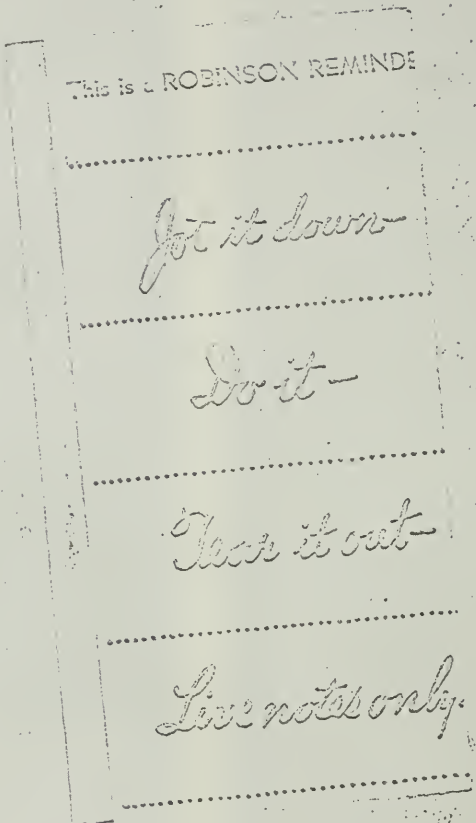 This is a ROBINSON REMINDE
Jot it down—
Do it—
Tear it out—
Live notes only.